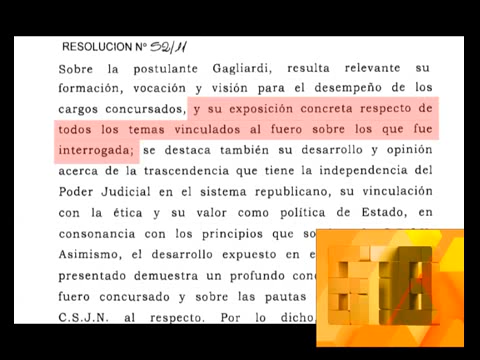 RESOLUCION Nº 52/11
Sobre la postulante Gagliardi, resulta relevante su
formación, vocación y visión para el desempeño de los
cargos concursados, y su exposición concreta respecto de
todos los temas vinculados al fuero sobre los que fue
interrogada; se destaca también su desarrollo y opinión
acerca de la trascendencia que tiene la independencia del
Poder Judicial en el sistema republicano, su vinculación
con la ética y su valor como política de Estado, en
consonancia con los principios que
Asimismo, el desarrollo expuesto en e
presentado demuestra un profundo
fuero concursado y sobre las pautas
C.S.J.N. al respecto. Por lo dicho,